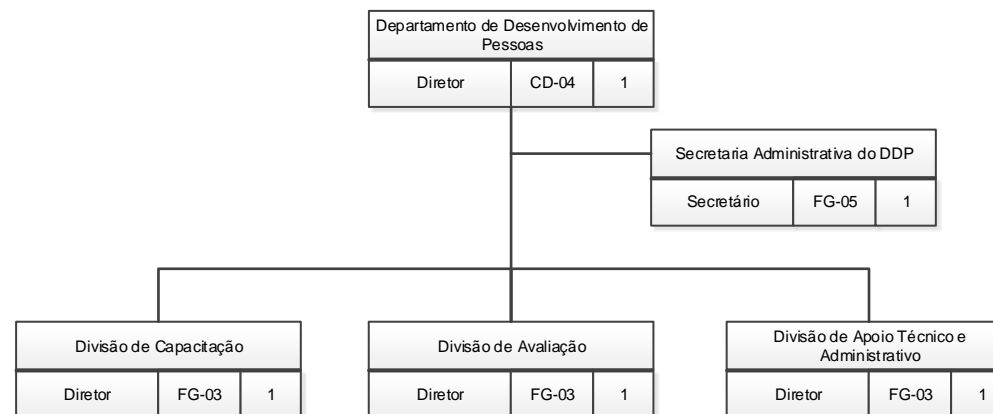 Departamento de Desenvolvimento de
Pessoas
Diretor CD-04 1
Secretaria Administrativa do DDP
Secretário FG-05 1
Divisão de Capacitação
Diretor FG-03 1
Divisão de Avaliação
Diretor FG-03 1
Divisão de Apoio Técnico e
Administrativo
Diretor FG-03 1